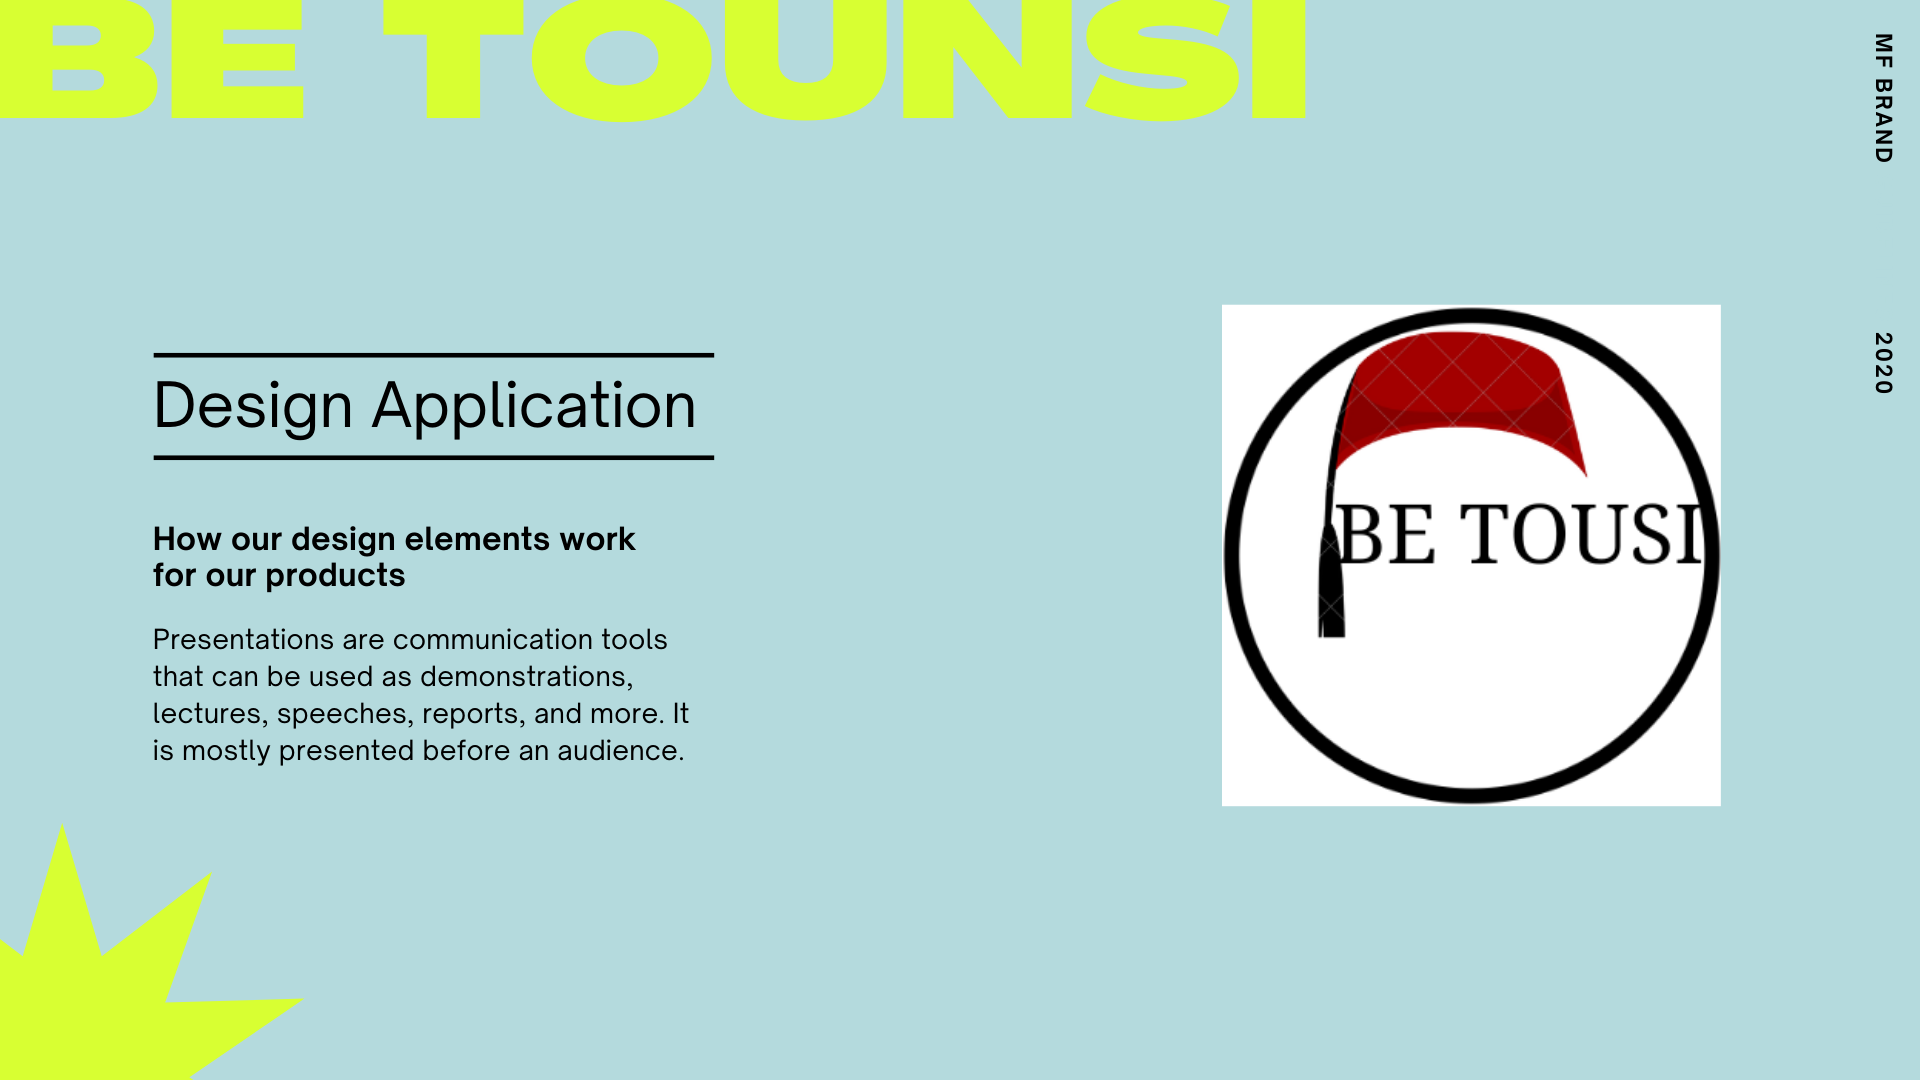 BE TOUNSI
MF BRAND
2020
Design Application
How our design elements work
for our products
Presentations are communication tools
that can be used as demonstrations,
lectures, speeches, reports, and more. It
is mostly presented before an audience.
BE TOUSI